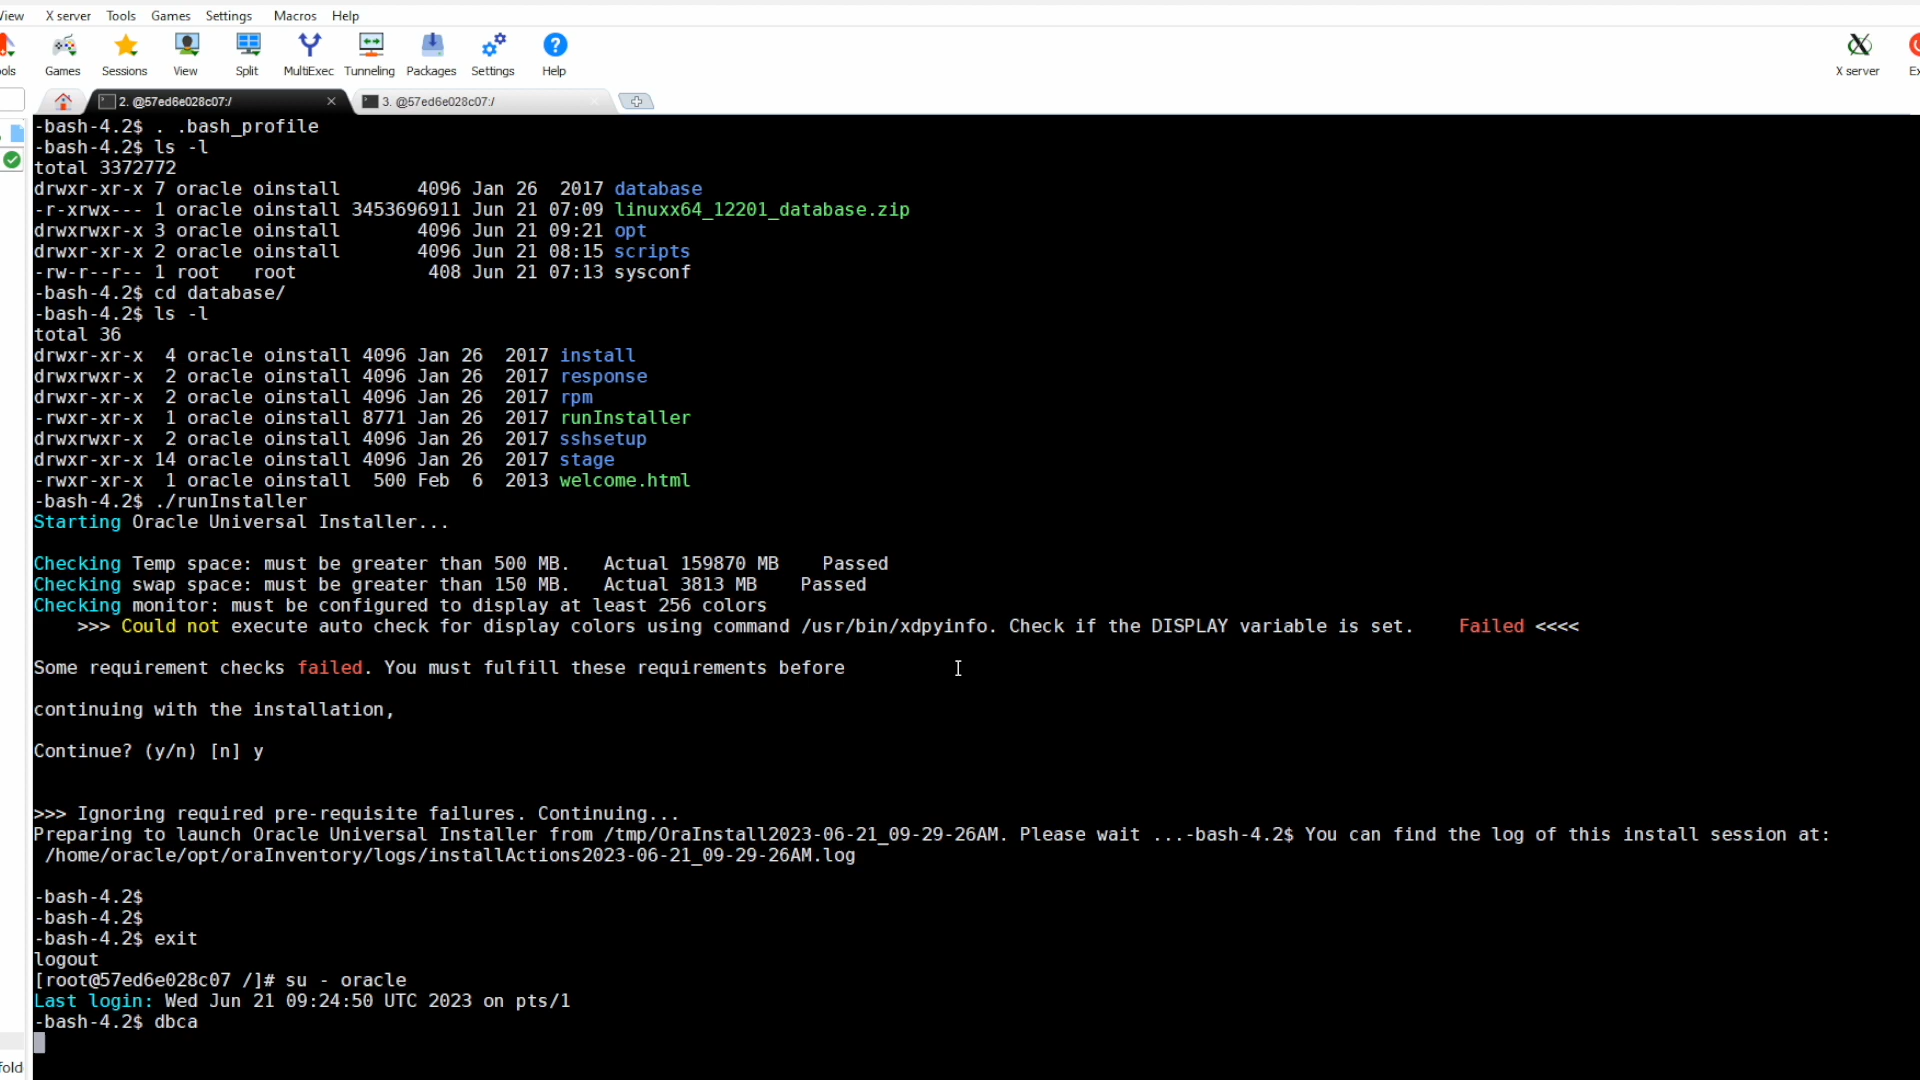 View X server Tools Games Settings Macros Help
Games Sessions View Split MultiExec Tunneling Packages Settings Help X server
2. @57ed6e028c07:/ 3. @57ed6e028c07:/
-bash-4.2$ . .bash_profile
-bash-4.2$ ls -l
total 3372772
drwxr-xr-x 7 oracle oinstall 4096 Jan 26 2017 database
-r-xrwx--- 1 oracle oinstall 3453696911 Jun 21 07:09 linuxx64_12201_database.zip
drwxrwxr-x 3 oracle oinstall 4096 Jun 21 09:21 opt
drwxr-xr-x 2 oracle oinstall 4096 Jun 21 08:15 scripts
-rw-r--r-- 1 root root 408 Jun 21 07:13 sysconf
-bash-4.2$ cd database/
-bash-4.2$ ls -l
total 36
drwxr-xr-x 4 oracle oinstall 4096 Jan 26 2017 install
drwxrwxr-x 2 oracle oinstall 4096 Jan 26 2017 response
drwxr-xr-x 2 oracle oinstall 4096 Jan 26 2017 rpm
-rwxr-xr-x 1 oracle oinstall 8771 Jan 26 2017 runInstaller
drwxrwxr-x 2 oracle oinstall 4096 Jan 26 2017 sshsetup
drwxr-xr-x 14 oracle oinstall 4096 Jan 26 2017 stage
-rwxr-xr-x 1 oracle oinstall 500 Feb 6 2013 welcome.html
-bash-4.2$ ./runInstaller
Starting Oracle Universal Installer...
Checking Temp space: must be greater than 500 MB. Actual 159870 MB Passed
Checking swap space: must be greater than 150 MB. Actual 3813 MB Passed
Checking monitor: must be configured to display at least 256 colors
>>> Could not execute auto check for display colors using command /usr/bin/xdpyinfo. Check if the DISPLAY variable is set. Failed <<<<
Some requirement checks failed. You must fulfill these requirements before
continuing with the installation,
Continue? (y/n) [n] y
>>> Ignoring required pre-requisite failures. Continuing...
Preparing to launch Oracle Universal Installer from /tmp/OraInstall2023-06-21_09-29-26AM. Please wait ...-bash-4.2$ You can find the log of this install session at:
/home/oracle/opt/oraInventory/logs/installActions2023-06-21_09-29-26AM.log
-bash-4.2$
-bash-4.2$
-bash-4.2$ exit
logout
[root@57ed6e028c07 /]# su - oracle
Last login: Wed Jun 21 09:24:50 UTC 2023 on pts/1
-bash-4.2$ dbca